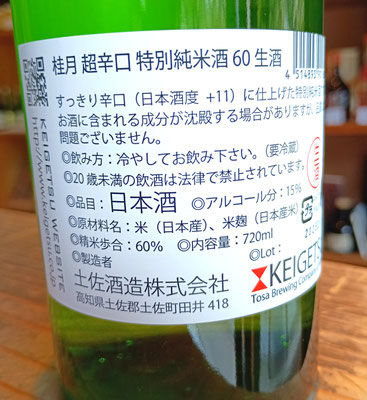 桂月 超辛口 特別純米酒 60 生酒
すっきり辛口（日本酒度 +11）に仕上げた特別純米
お酒に含まれる成分が沈殿する場合がありますが、品
問題ございません。
◎飲み方：冷やしてお飲み下さい。（要冷蔵）
◎20歳未満の飲酒は法律で禁止されています。
◎品目：日本酒 ◎アルコール分：15%
◎原材料名：米（日本産）、米麹（日本産米）
◎精米歩合：60% ◎内容量：720ml
◎製造者 ◎Lot：
土佐酒造株式会社
高知県土佐郡土佐町田井 418
KEIGETS
Tosa Brewing Compan
KEIGETSU WEBSITE
http://www.keigetsu.co.jp